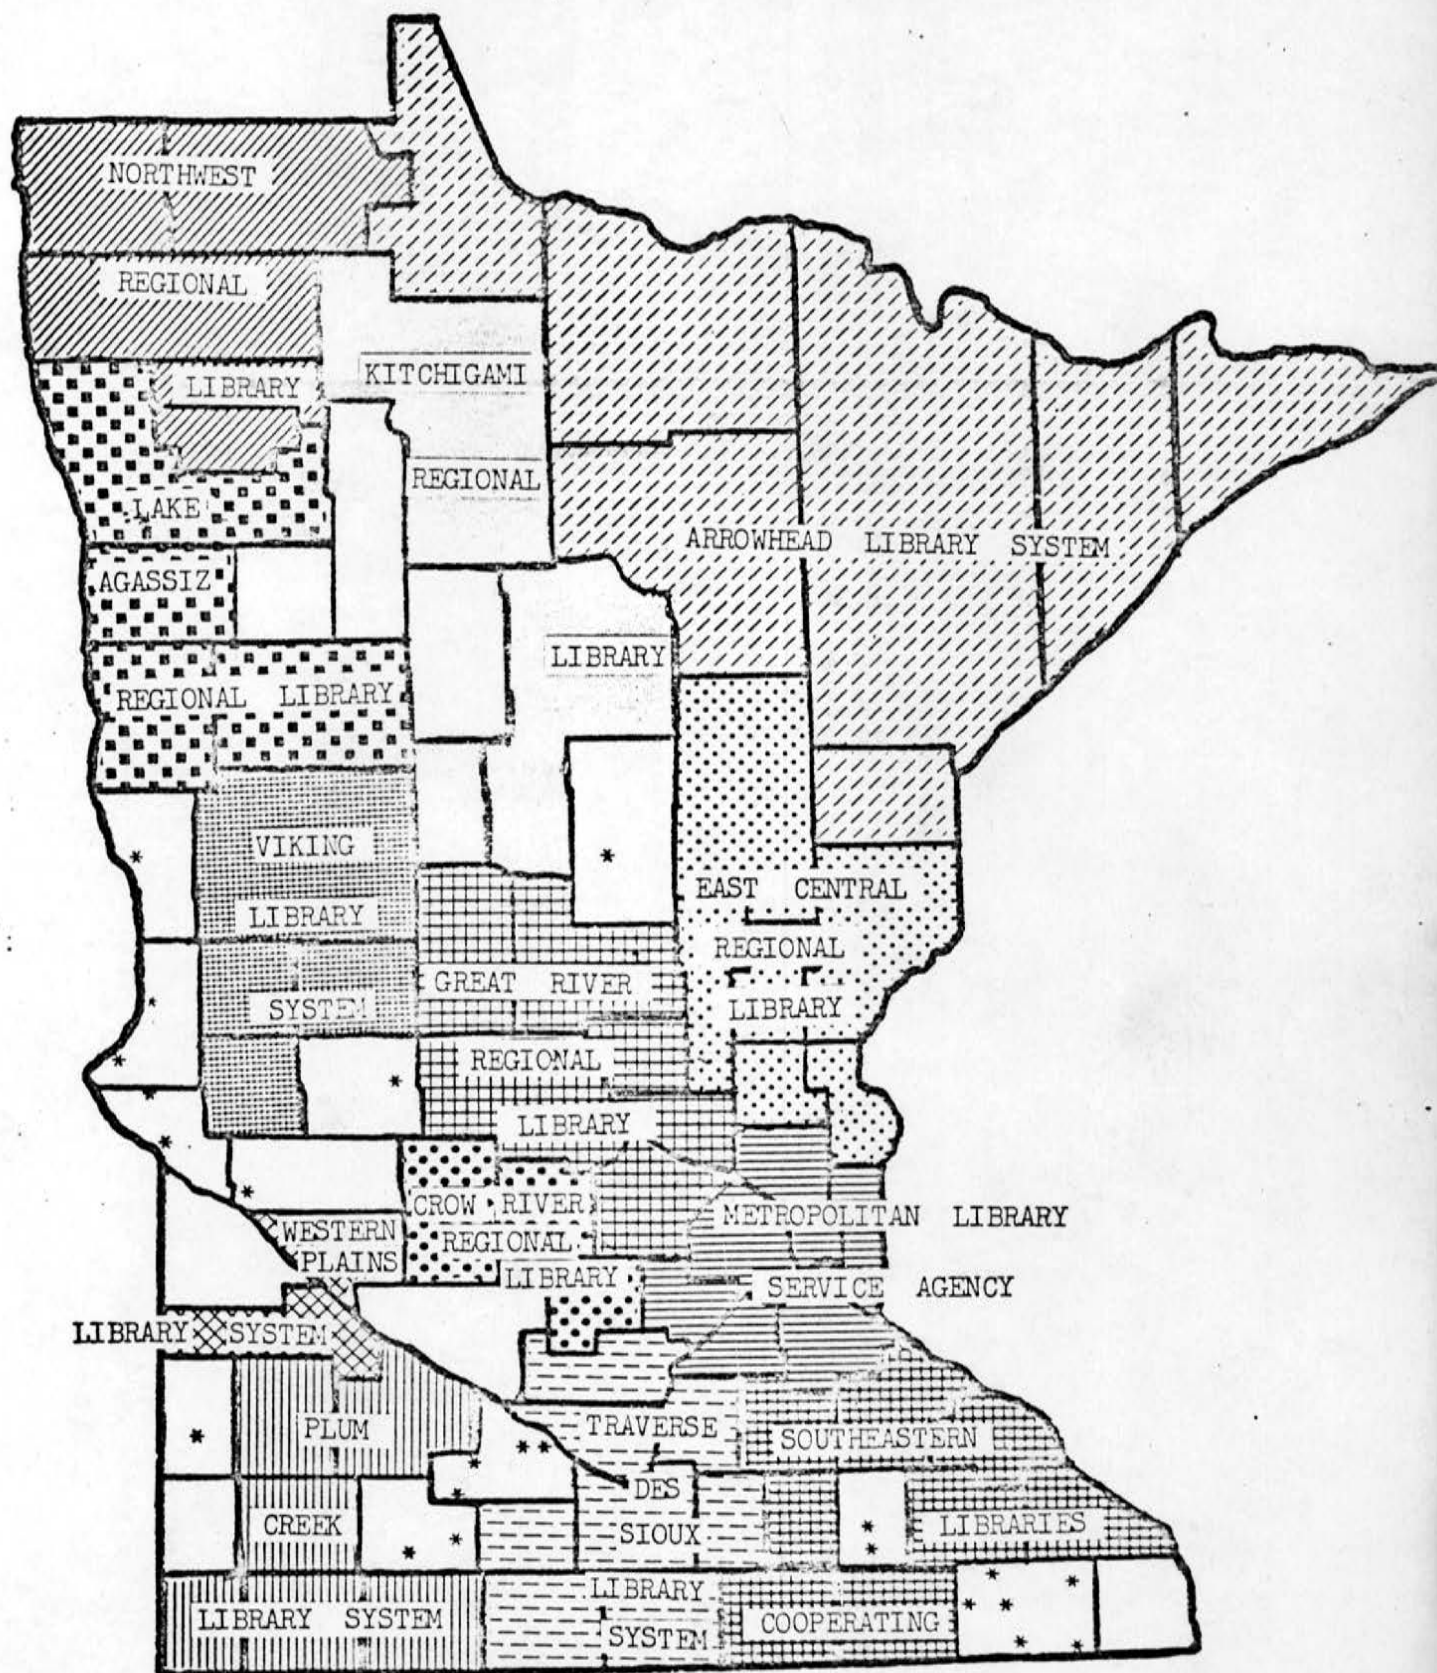 NORTHWEST
REGIONAL
LIBRARY
KITCHIGAMI
REGIONAL
LIBRARY
LAKE
AGASSIZ
REGIONAL LIBRARY
ARROWHEAD LIBRARY SYSTEM
VIKING
LIBRARY
SYSTEM
EAST CENTRAL
REGIONAL
LIBRARY
GREAT RIVER
REGIONAL
LIBRARY
CROW RIVER
REGIONAL
LIBRARY
METROPOLITAN LIBRARY
SERVICE AGENCY
WESTERN
PLAINS
LIBRARY SYSTEM
PLUM
CREEK
LIBRARY SYSTEM
TRAVERSE
DES
SIOUX
LIBRARY
SYSTEM
SOUTHEASTERN
LIBRARIES
COOPERATING